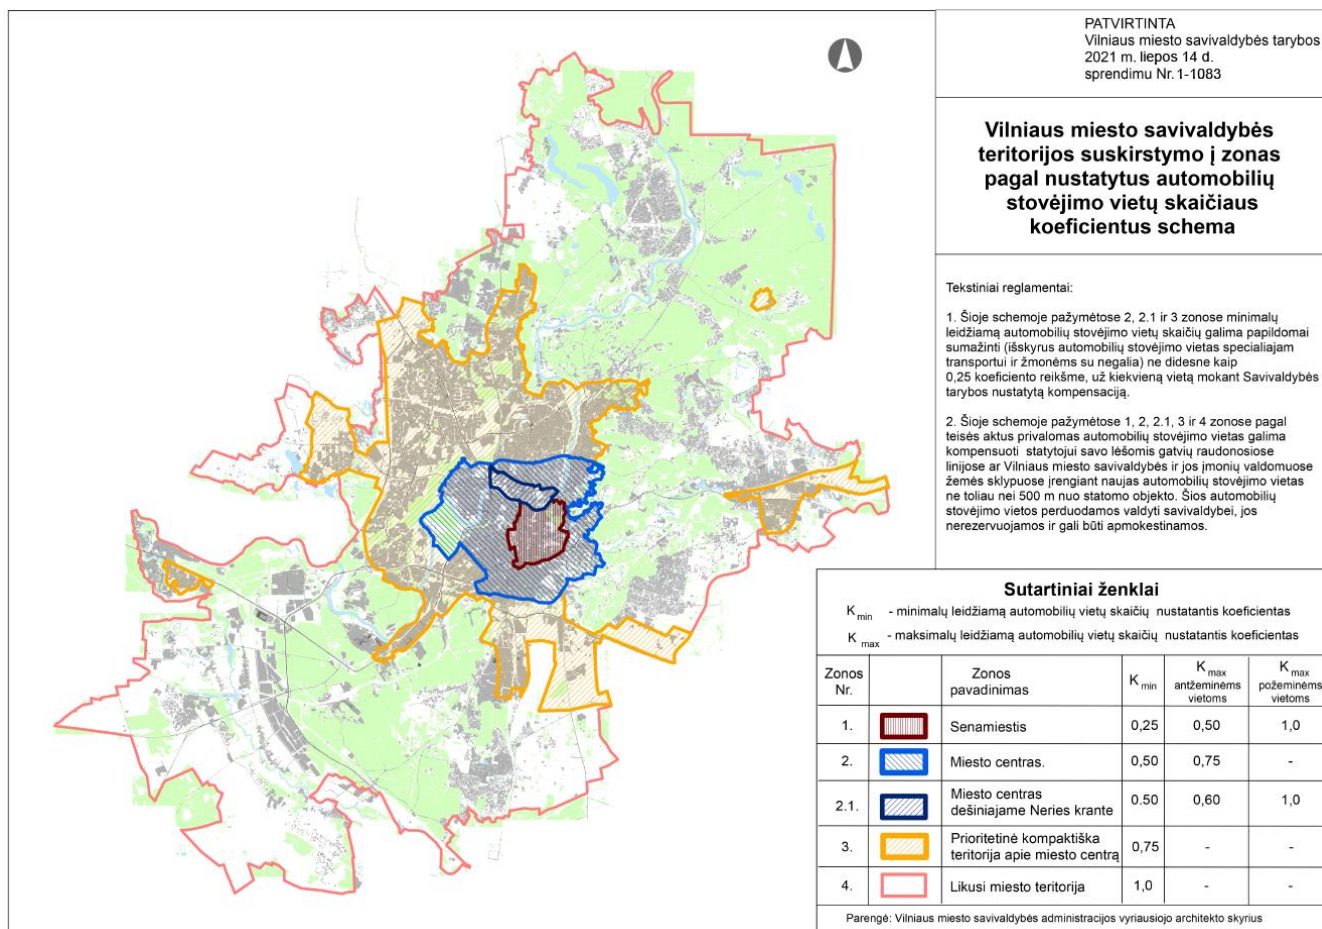 PATVIRTINTA
Vilniaus miesto savivaldybės tarybos
2021 m. liepos 14 d.
sprendimu Nr. 1-1083
Vilniaus miesto savivaldybės
teritorijos suskirstymo į zonas
pagal nustatytus automobilių
stovėjimo vietų skaičiaus
koeficientus schema
Tekstiniai reglamentai:
1. Šioje schemoje pažymėtose 2, 2.1 ir 3 zonose minimalų
leidžiamą automobilių stovėjimo vietų skaičių galima papildomai
sumažinti (išskyrus automobilių stovėjimo vietas specialiajam
transportui ir žmonėms su negalia) ne didesne kaip
0,25 koeficiento reikšme, už kiekvieną vietą mokant Savivaldybės
tarybos nustatytą kompensaciją.
2. Šioje schemoje pažymėtose 1, 2, 2.1, 3 ir 4 zonose pagal
teisės aktus privalomas automobilių stovėjimo vietas galima
kompensuoti statytojui savo lėšomis gatvių raudonosiose
linijose ar Vilniaus miesto savivaldybės ir jos įmonių valdomuose
žemės sklypuose įrengiant naujas automobilių stovėjimo vietas
ne toliau nei 500 m nuo statomo objekto. Šios automobilių
stovėjimo vietos perduodamos valdyti savivaldybei, jos
nerezervuojamos ir gali būti apmokestinamos.
Sutartiniai ženklai
K min - minimalų leidžiamą automobilių vietų skaičių nustatantis koeficientas
K max - maksimalų leidžiamą automobilių vietų skaičių nustatantis koeficientas
Zonos Nr. Zonos pavadinimas K min K max antžeminėms vietoms K max požeminėms vietoms
1. Senamiestis 0,25 0,50 1,0
2. Miesto centras. 0,50 0,75 -
2.1. Miesto centras dešiniajame Neries krante 0.50 0,60 1,0
3. Prioritetinė kompaktiška teritorija apie miesto centrą 0,75 - -
4. Likusi miesto teritorija 1,0 - -
Parengė: Vilniaus miesto savivaldybės administracijos vyriausiojo architekto skyrius